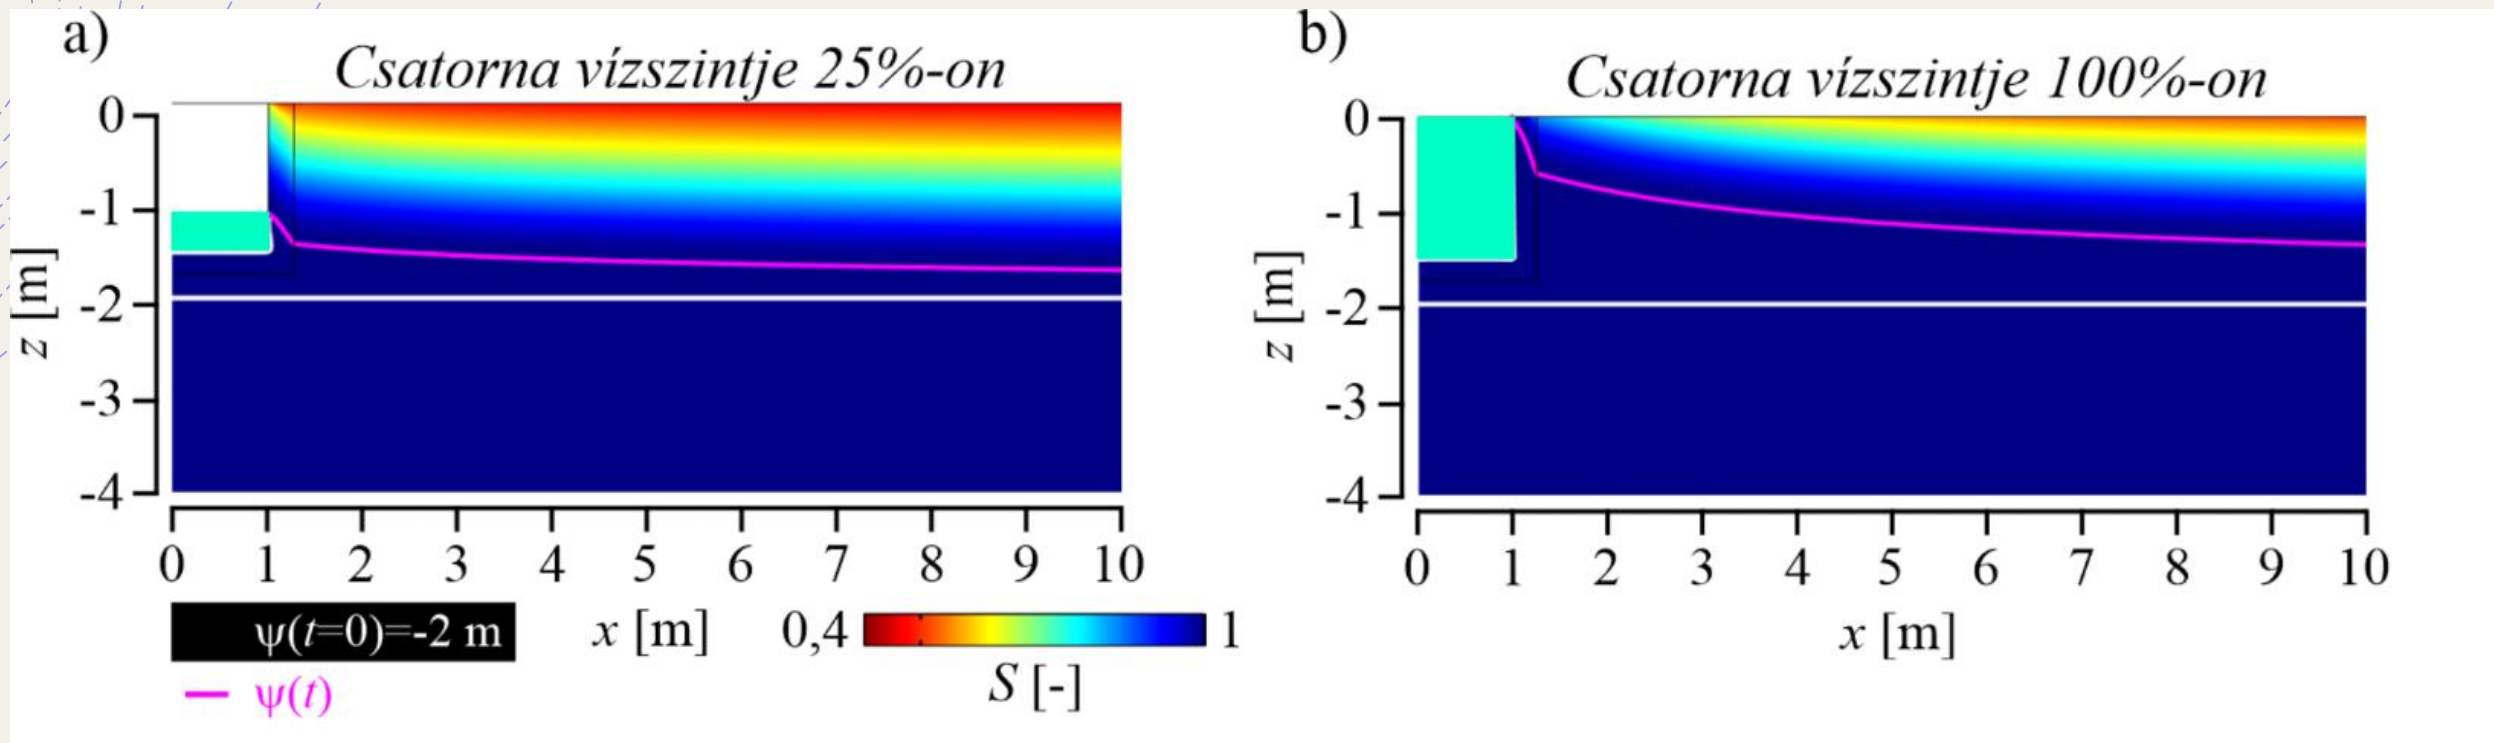 a)
Csatorna vízszintje 25%-on
0
-1
-2
-3
-4
z [m]
0 1 2 3 4 5 6 7 8 9 10
x [m]
ψ(t=0)=-2 m
ψ(t)
0,4 1
S [-]
b)
Csatorna vízszintje 100%-on
0
-1
-2
-3
-4
z [m]
0 1 2 3 4 5 6 7 8 9 10
x [m]